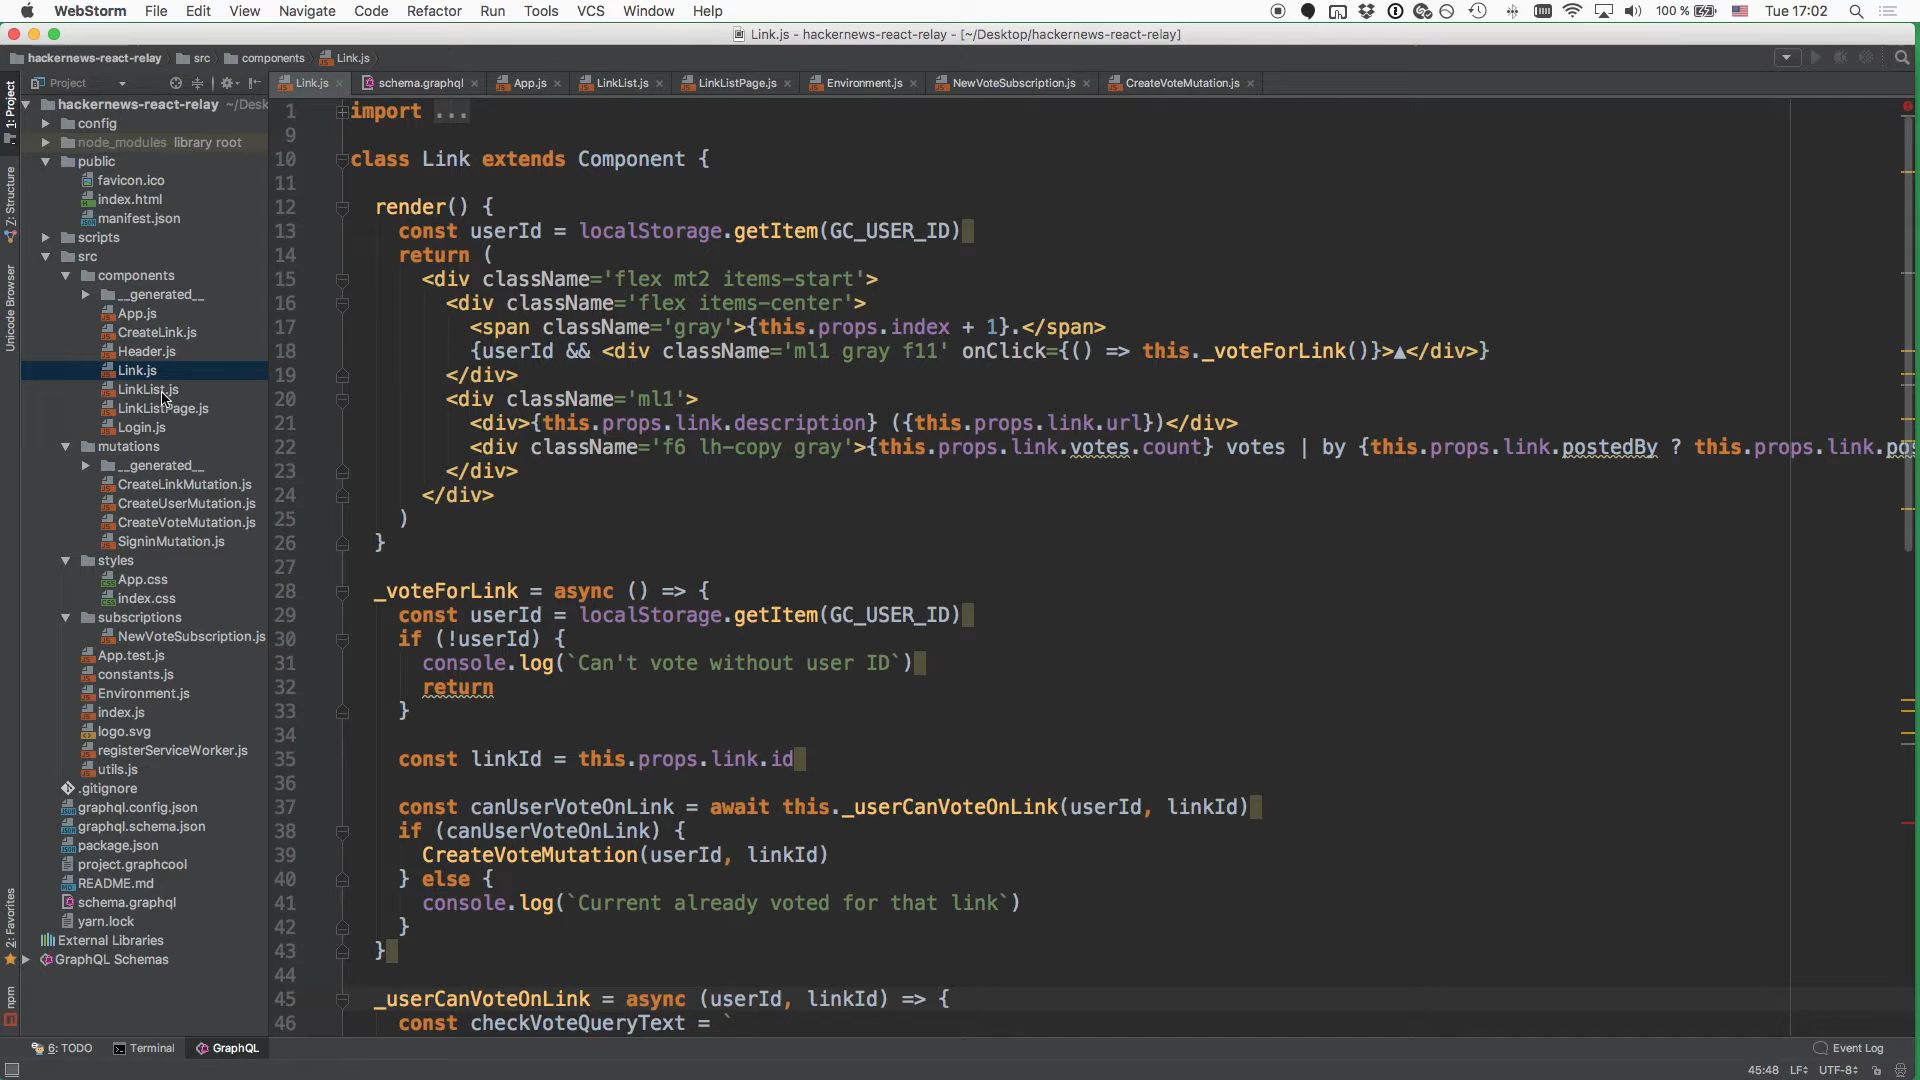 WebStorm File Edit View Navigate Code Refactor Run Tools VCS Window Help 100 % Tue 17:02
Link.js - hackernews-react-relay - [~/Desktop/hackernews-react-relay]
hackernews-react-relay src components Link.js
Project
Link.js schema.graphql App.js LinkList.js LinkListPage.js Environment.js NewVoteSubscription.js CreateVoteMutation.js
1: Project
Z: Structure
Unicode Browser
2: Favorites
npm
hackernews-react-relay ~/Desk
config
node_modules library root
public
favicon.ico
index.html
manifest.json
scripts
src
components
__generated__
App.js
CreateLink.js
Header.js
Link.js
LinkList.js
LinkListPage.js
Login.js
mutations
__generated__
CreateLinkMutation.js
CreateUserMutation.js
CreateVoteMutation.js
SigninMutation.js
styles
App.css
index.css
subscriptions
NewVoteSubscription.js
App.test.js
constants.js
Environment.js
index.js
logo.svg
registerServiceWorker.js
utils.js
.gitignore
graphql.config.json
graphql.schema.json
package.json
project.graphcool
README.md
schema.graphql
yarn.lock
External Libraries
GraphQL Schemas
1 import ...
9
10 class Link extends Component {
11
12 render() {
13 const userId = localStorage.getItem(GC_USER_ID)
14 return (
15 <div className='flex mt2 items-start'>
16 <div className='flex items-center'>
17 <span className='gray'>{this.props.index + 1}.</span>
18 {userId && <div className='ml1 gray f11' onClick={() => this._voteForLink()}>▲</div>}
19 </div>
20 <div className='ml1'>
21 <div>{this.props.link.description} ({this.props.link.url})</div>
22 <div className='f6 lh-copy gray'>{this.props.link.votes.count} votes | by {this.props.link.postedBy ? this.props.link.pos
23 </div>
24 </div>
25 )
26 }
27
28 _voteForLink = async () => {
29 const userId = localStorage.getItem(GC_USER_ID)
30 if (!userId) {
31 console.log(`Can't vote without user ID`)
32 return
33 }
34
35 const linkId = this.props.link.id
36
37 const canUserVoteOnLink = await this._userCanVoteOnLink(userId, linkId)
38 if (canUserVoteOnLink) {
39 CreateVoteMutation(userId, linkId)
40 } else {
41 console.log(`Current already voted for that link`)
42 }
43 }
44
45 _userCanVoteOnLink = async (userId, linkId) => {
46 const checkVoteQueryText = `
6: TODO Terminal GraphQL Event Log
45:48 LF UTF-8